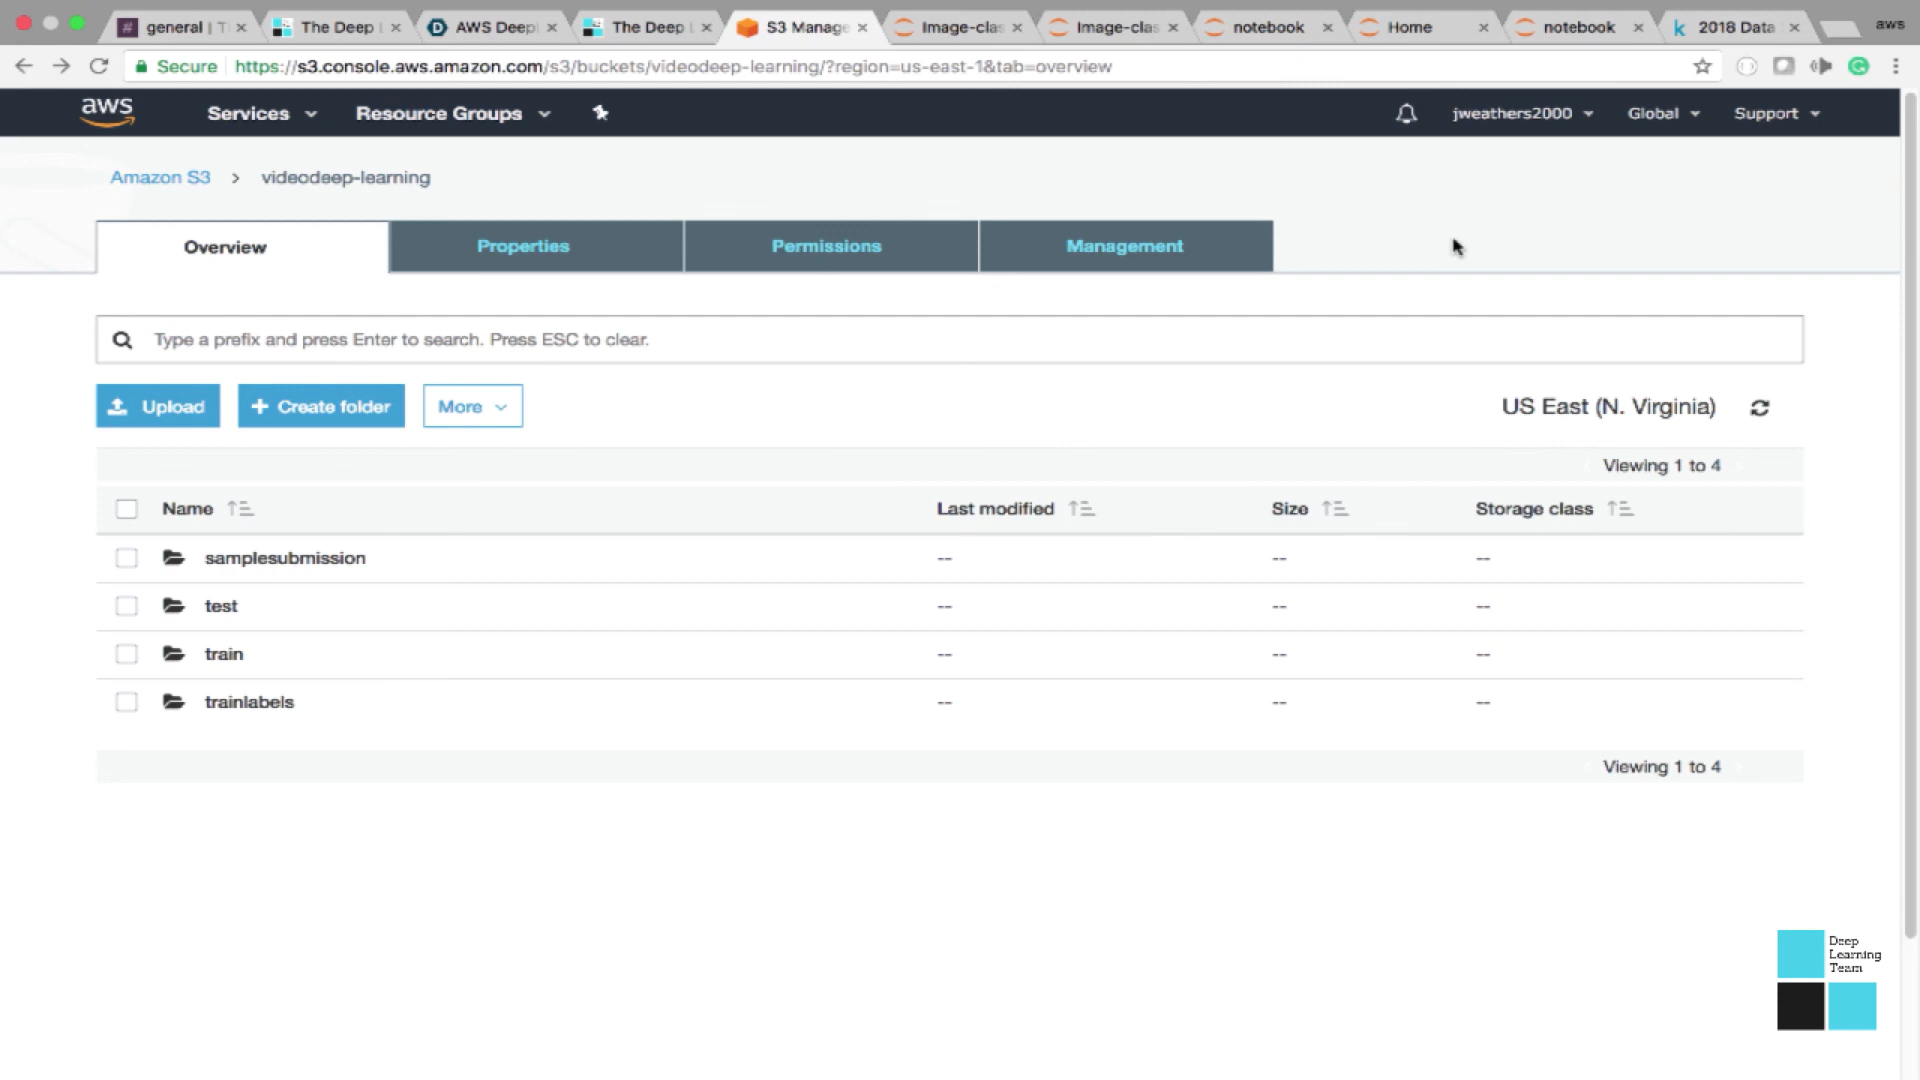 general | T
The Deep L
AWS Deep
The Deep L
S3 Manage
Image-clas
Image-clas
notebook
Home
notebook
2018 Data
aws
Secure https://s3.console.aws.amazon.com/s3/buckets/videodeep-learning/?region=us-east-1&tab=overview
aws Services Resource Groups jweathers2000 Global Support
Amazon S3 > videodeep-learning
Overview Properties Permissions Management
Type a prefix and press Enter to search. Press ESC to clear.
Upload + Create folder More US East (N. Virginia)
Viewing 1 to 4
Name Last modified Size Storage class
samplesubmission -- -- --
test -- -- --
train -- -- --
trainlabels -- -- --
Viewing 1 to 4
Deep
Learning
Team